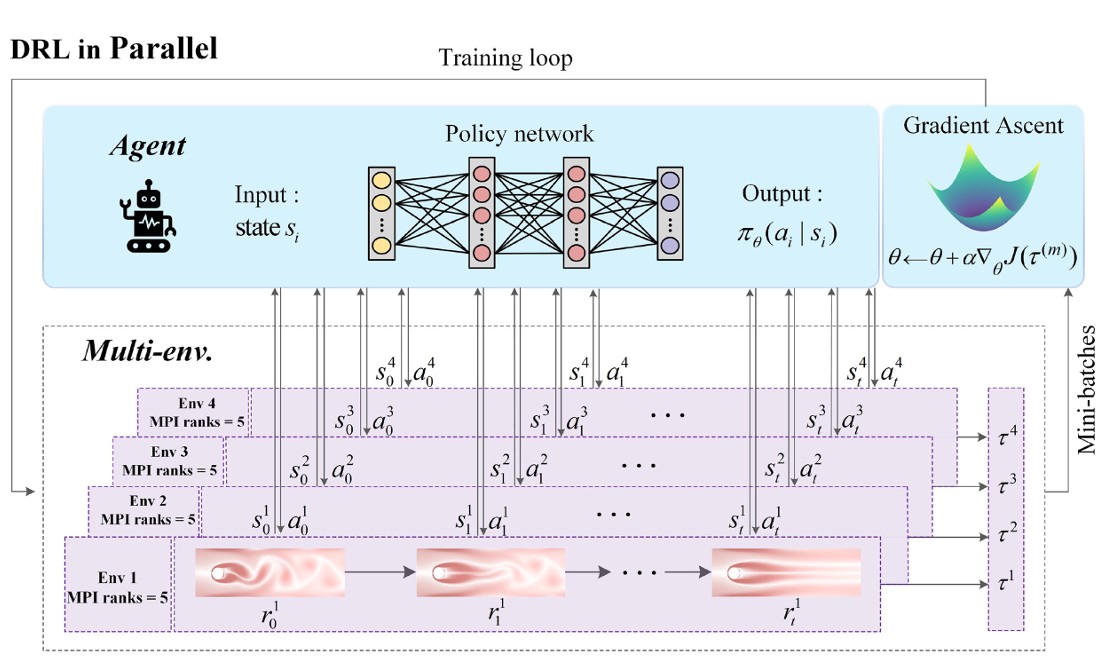 DRL in Parallel
Training loop
Agent
Policy network
Gradient Ascent
Input :
state s_i
Output :
π_θ(a_i | s_i)
θ←θ+α∇_θJ(τ^(m))
Multi-env.
Mini-batches
s_0^4 a_0^4 s_1^4 a_1^4 s_t^4 a_t^4
Env 4
MPI ranks = 5
s_0^3 a_0^3 s_1^3 a_1^3 ··· s_t^3 a_t^3
τ^4
Env 3
MPI ranks = 5
s_0^2 a_0^2 s_1^2 a_1^2 ··· s_t^2 a_t^2
τ^3
Env 2
MPI ranks = 5
s_0^1 a_0^1 s_1^1 a_1^1 ··· s_t^1 a_t^1
τ^2
Env 1
MPI ranks = 5
···
τ^1
r_0^1 r_1^1 r_t^1